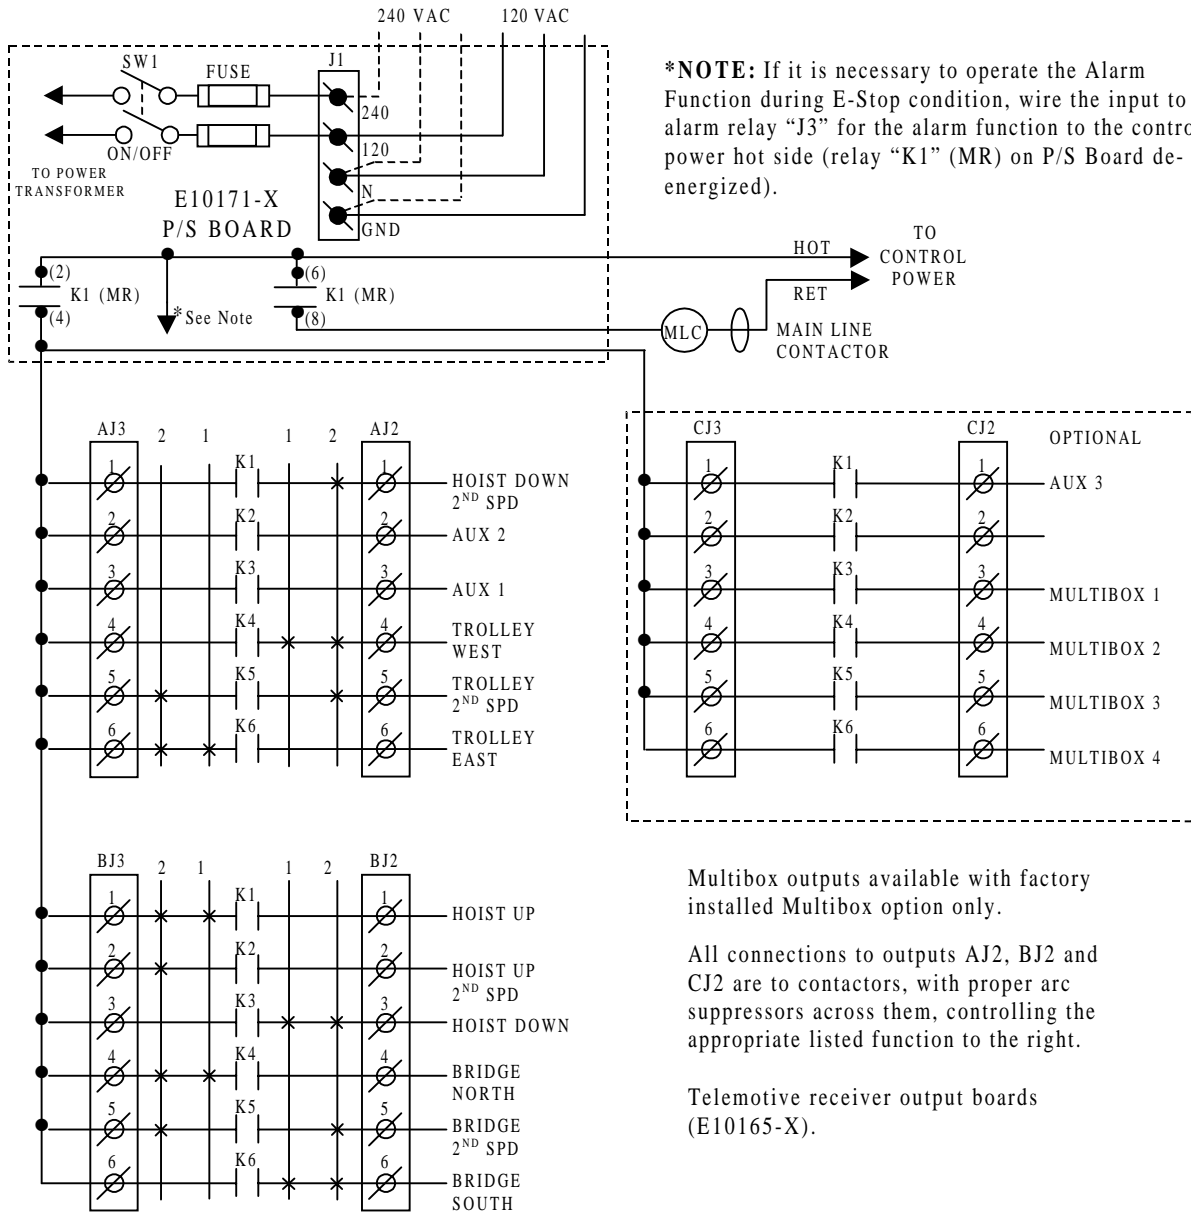 240 VAC 120 VAC
SW1
FUSE
J1
240
120
N
GND
ON/OFF
TO POWER
TRANSFORMER
E10171-X
P/S BOARD
*NOTE: If it is necessary to operate the Alarm
Function during E-Stop condition, wire the input to
alarm relay “J3” for the alarm function to the contro
power hot side (relay “K1” (MR) on P/S Board de-
energized).
(2)
K1 (MR)
(4)
*See Note
(6)
K1 (MR)
(8)
HOT
RET
TO
CONTROL
POWER
MLC
MAIN LINE
CONTACTOR
AJ3 2 1 1 2 AJ2
1 K1 1 HOIST DOWN
2ND SPD
2 K2 2 AUX 2
3 K3 3 AUX 1
4 K4 4 TROLLEY
WEST
5 K5 5 TROLLEY
2ND SPD
6 K6 6 TROLLEY
EAST
CJ3 CJ2 OPTIONAL
1 K1 1 AUX 3
2 K2 2
3 K3 3 MULTIBOX 1
4 K4 4 MULTIBOX 2
5 K5 5 MULTIBOX 3
6 K6 6 MULTIBOX 4
BJ3 2 1 1 2 BJ2
1 K1 1 HOIST UP
2 K2 2 HOIST UP
2ND SPD
3 K3 3 HOIST DOWN
4 K4 4 BRIDGE
NORTH
5 K5 5 BRIDGE
2ND SPD
6 K6 6 BRIDGE
SOUTH
Multibox outputs available with factory
installed Multibox option only.
All connections to outputs AJ2, BJ2 and
CJ2 are to contactors, with proper arc
suppressors across them, controlling the
appropriate listed function to the right.
Telemotive receiver output boards
(E10165-X).